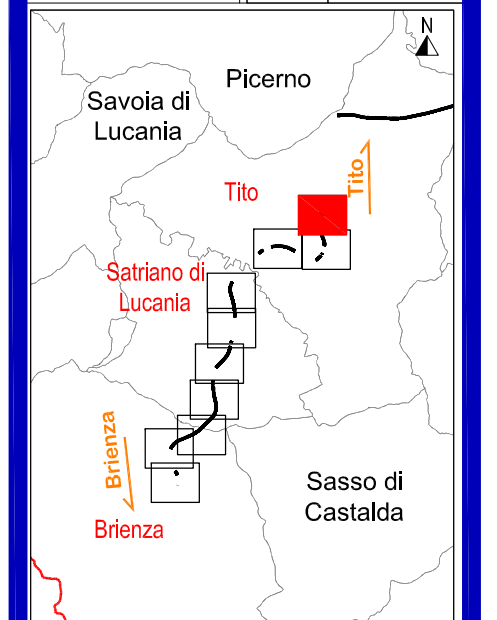 N
Picerno
Savoia di
Lucania
Tito
Tito
Satriano di
Lucania
Brienza
Sasso di
Castalda
Brienza